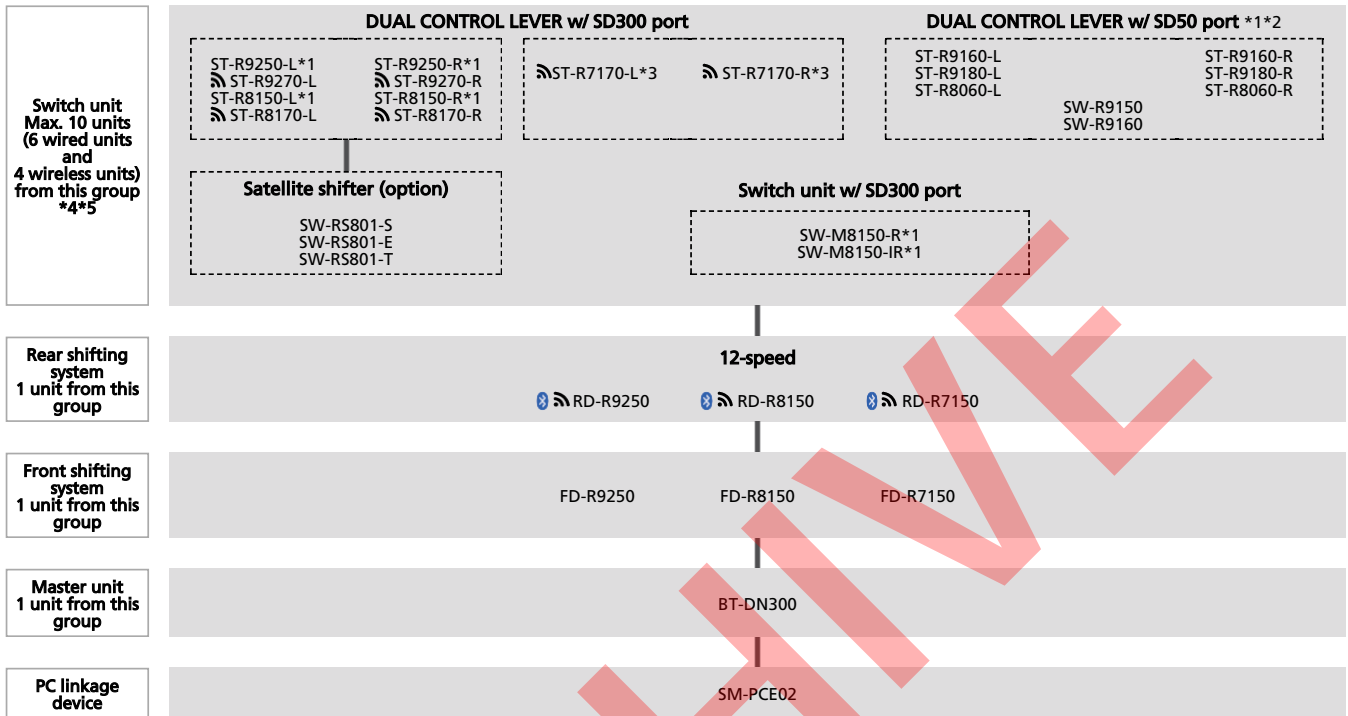 DUAL CONTROL LEVER w/ SD300 port
DUAL CONTROL LEVER w/ SD50 port *1*2
Switch unit
Max. 10 units
(6 wired units
and
4 wireless units)
from this group
*4*5
ST-R9250-L*1 ST-R9250-R*1
ST-R9270-L ST-R9270-R
ST-R8150-L*1 ST-R8150-R*1
ST-R8170-L ST-R8170-R
ST-R7170-L*3 ST-R7170-R*3
ST-R9160-L ST-R9160-R
ST-R9180-L ST-R9180-R
ST-R8060-L ST-R8060-R
SW-R9150
SW-R9160
Satellite shifter (option)
SW-RS801-S
SW-RS801-E
SW-RS801-T
Switch unit w/ SD300 port
SW-M8150-R*1
SW-M8150-IR*1
Rear shifting
system
1 unit from this
group
12-speed
RD-R9250 RD-R8150 RD-R7150
Front shifting
system
1 unit from this
group
FD-R9250 FD-R8150 FD-R7150
Master unit
1 unit from this
group
BT-DN300
PC linkage
device
SM-PCE02
HIVE